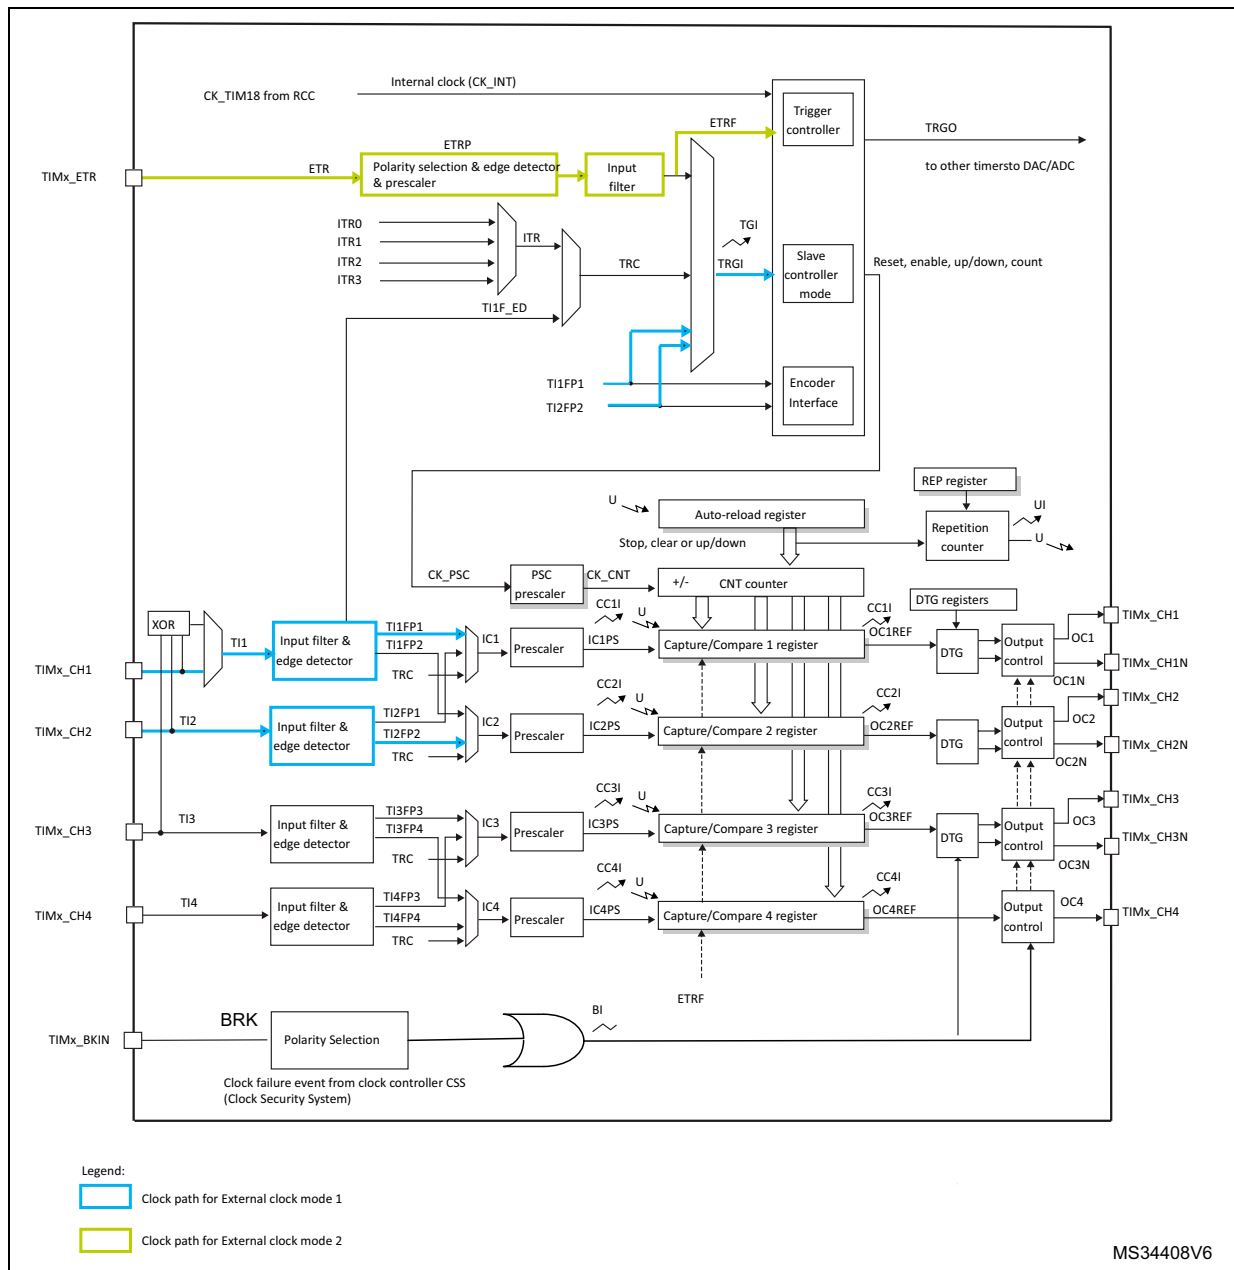 Internal clock (CK_INT)
CK_TIM18 from RCC
Trigger
controller
ETRF
TRGO
ETRP
to other timersto DAC/ADC
TIMx_ETR
ETR
Polarity selection & edge detector
& prescaler
Input
filter
ITR0
ITR1
ITR2
ITR3
ITR
TGI
TRC
TRGI
Slave
controller
mode
Reset, enable, up/down, count
TI1F_ED
TI1FP1
TI2FP2
Encoder
Interface
REP register
U
Auto-reload register
UI
Repetition
counter
U
Stop, clear or up/down
CK_PSC
PSC
prescaler
CK_CNT
+/-
CNT counter
DTG registers
XOR
TI1
Input filter &
edge detector
TI1FP1
TI1FP2
TRC
IC1
Prescaler
IC1PS
CC1I
U
Capture/Compare 1 register
CC1I
OC1REF
DTG
Output
control
OC1
OC1N
TIMx_CH1
TIMx_CH1N
TIMx_CH1
TIMx_CH2
TI2
Input filter &
edge detector
TI2FP1
TI2FP2
TRC
IC2
Prescaler
IC2PS
CC2I
U
Capture/Compare 2 register
CC2I
OC2REF
DTG
Output
control
OC2
OC2N
TIMx_CH2
TIMx_CH2N
TIMx_CH3
TI3
Input filter &
edge detector
TI3FP3
TI3FP4
TRC
IC3
Prescaler
IC3PS
CC3I
U
Capture/Compare 3 register
CC3I
OC3REF
DTG
Output
control
OC3
OC3N
TIMx_CH3
TIMx_CH3N
TIMx_CH4
TI4
Input filter &
edge detector
TI4FP3
TI4FP4
TRC
IC4
Prescaler
IC4PS
CC4I
U
Capture/Compare 4 register
CC4I
OC4REF
Output
control
OC4
TIMx_CH4
ETRF
TIMx_BKIN
BRK
Polarity Selection
BI
Clock failure event from clock controller CSS
(Clock Security System)
Legend:
Clock path for External clock mode 1
Clock path for External clock mode 2
MS34408V6